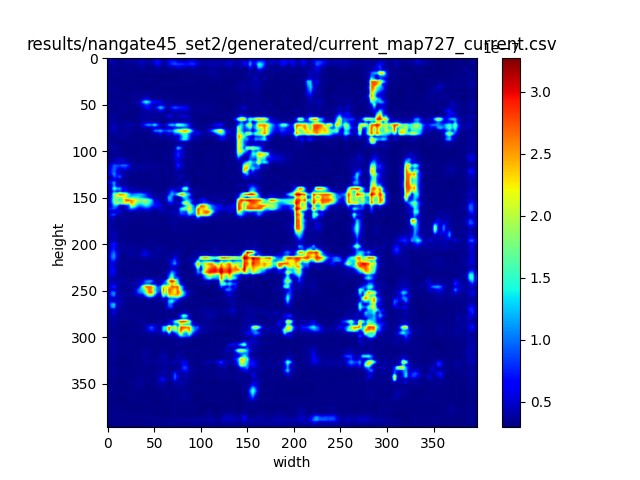 results/nangate45_set2/generated/current_map727_current.csv
1e−7
0
50
100
150
200
250
300
350
height
0 50 100 150 200 250 300 350
width
3.0
2.5
2.0
1.5
1.0
0.5